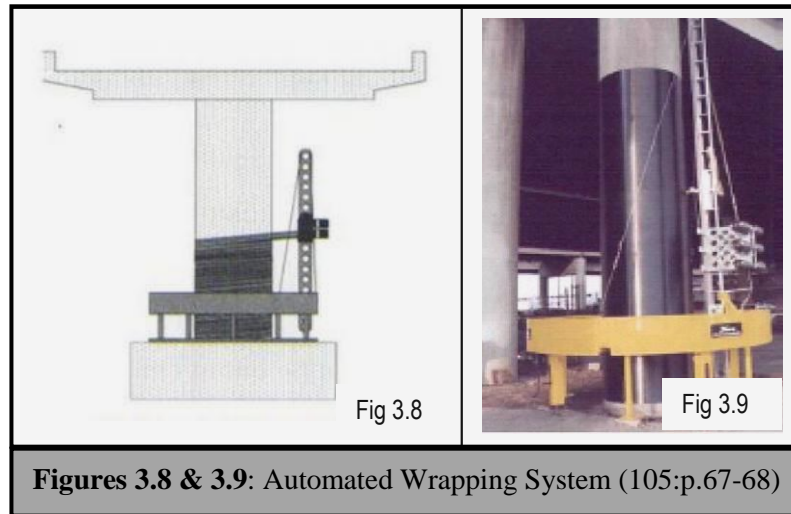 Fig 3.8
Fig 3.9
Figures 3.8 & 3.9: Automated Wrapping System (105:p.67-68)